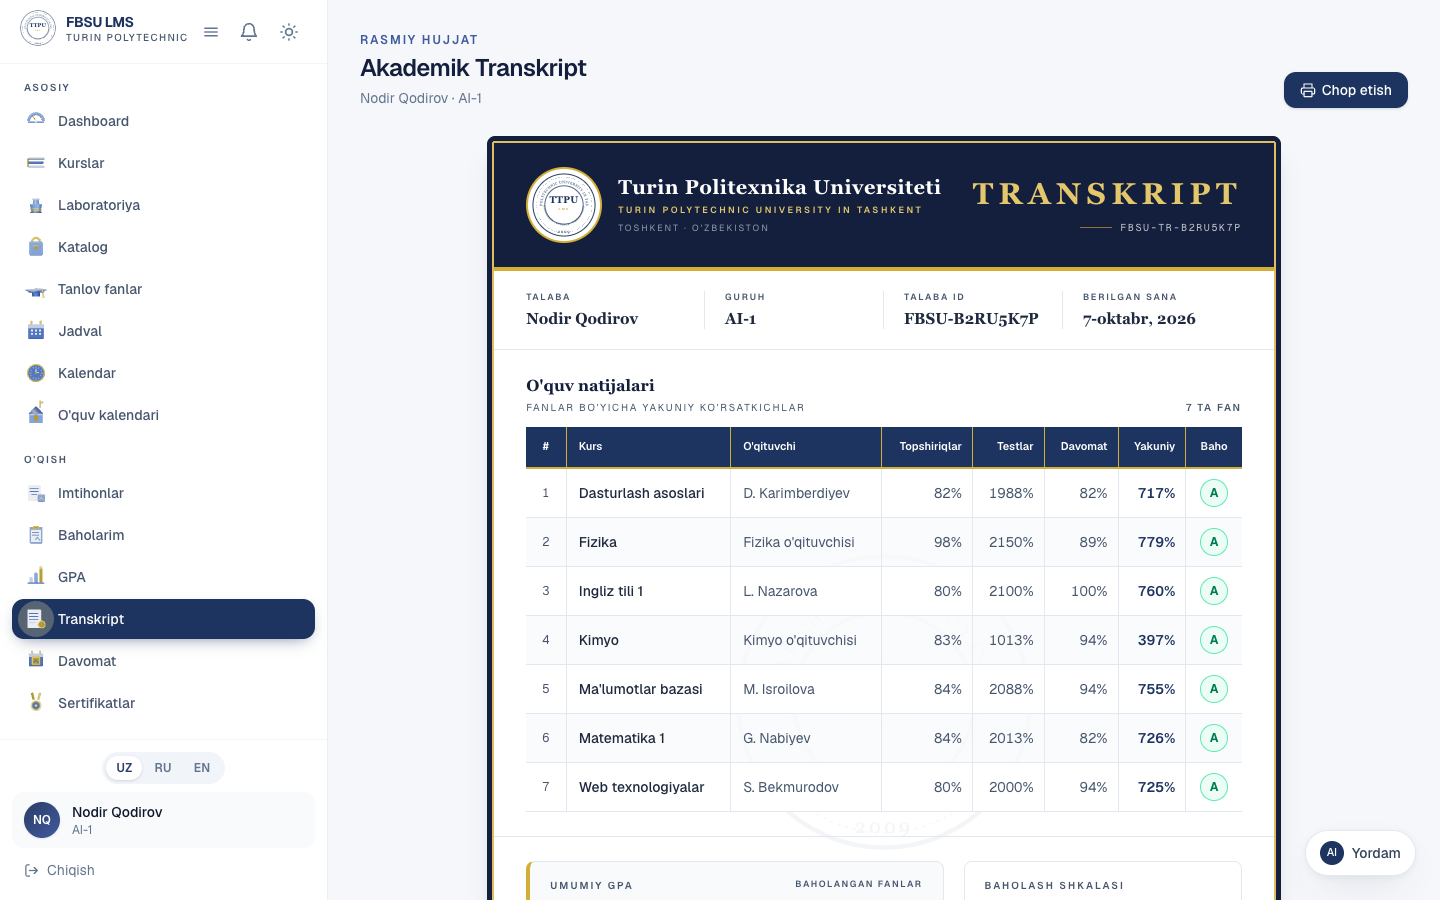 FBSU LMS
TURIN POLYTECHNIC
ASOSIY
Dashboard
Kurslar
Laboratoriya
Katalog
Tanlov fanlar
Jadval
Kalendar
O'quv kalendari
O'QISH
Imtihonlar
Baholarim
GPA
Transkript
Davomat
Sertifikatlar
UZ RU EN
NQ Nodir Qodirov
AI-1
Chiqish
RASMIY HUJJAT
Akademik Transkript
Nodir Qodirov · AI-1
Chop etish
TTPU
Turin Politexnika Universiteti
TURIN POLYTECHNIC UNIVERSITY IN TASHKENT
TOSHKENT · O'ZBEKISTON
TRANSKRIPT
FBSU-TR-B2RU5K7P
TALABA GURUH TALABA ID BERILGAN SANA
Nodir Qodirov AI-1 FBSU-B2RU5K7P 7-oktabr, 2026
O'quv natijalari
FANLAR BO'YICHA YAKUNIY KO'RSATKICHLAR 7 TA FAN
# Kurs O'qituvchi Topshiriqlar Testlar Davomat Yakuniy Baho
1 Dasturlash asoslari D. Karimberdiyev 82% 1988% 82% 717% A
2 Fizika Fizika o'qituvchisi 98% 2150% 89% 779% A
3 Ingliz tili 1 L. Nazarova 80% 2100% 100% 760% A
4 Kimyo Kimyo o'qituvchisi 83% 1013% 94% 397% A
5 Ma'lumotlar bazasi M. Isroilova 84% 2088% 94% 755% A
6 Matematika 1 G. Nabiyev 84% 2013% 82% 726% A
7 Web texnologiyalar S. Bekmurodov 80% 2000% 94% 725% A
2009
UMUMIY GPA BAHOLANGAN FANLAR BAHOLASH SHKALASI
AI Yordam